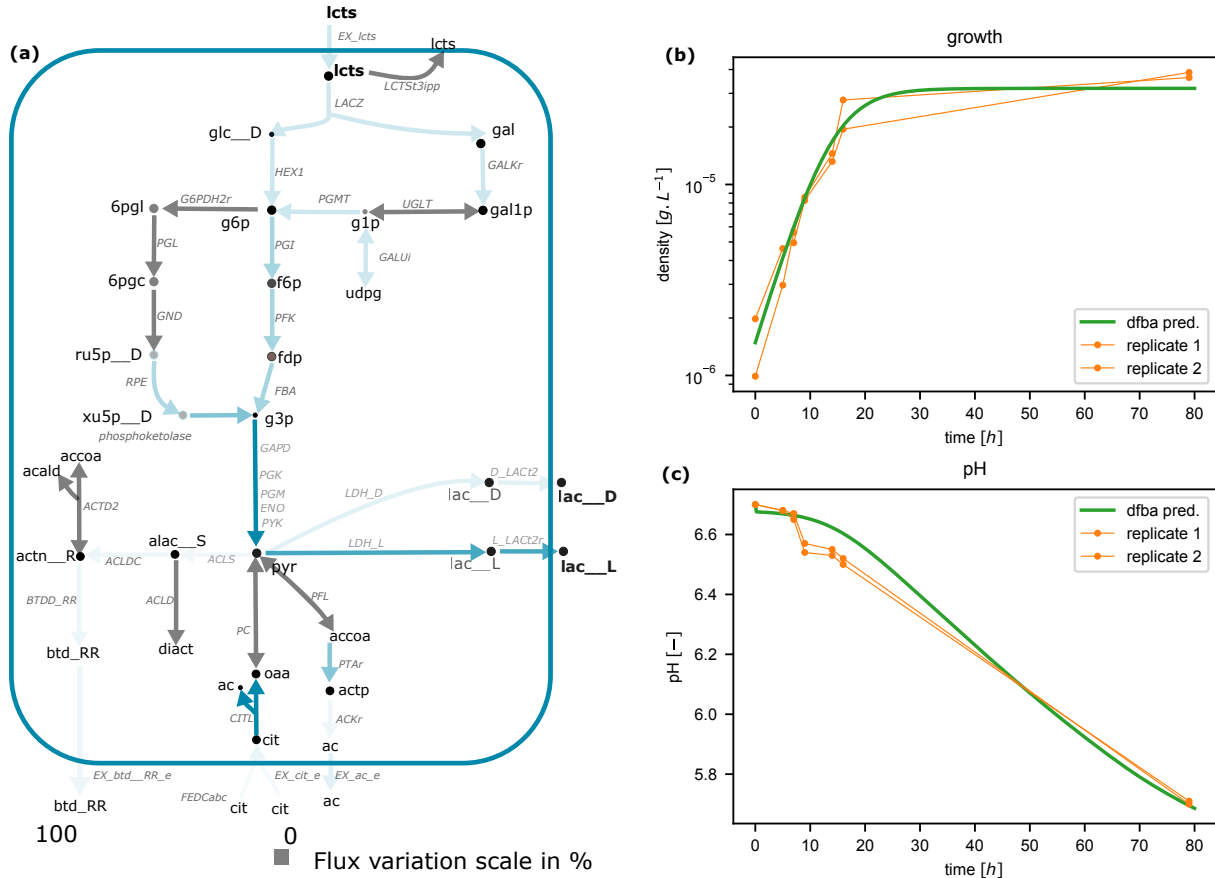 (a)
lcts
EX_lcts
lcts
lcts
LCTSt3ipp
LACZ
glc__D
gal
HEX1
GALKr
6pgl
G6PDH2r
g6p
PGMT
g1p
UGLT
gal1p
PGL
PGI
GALUi
6pgc
f6p
udpg
GND
PFK
ru5p__D
fdp
RPE
FBA
xu5p__D
g3p
phosphoketolase
GAPD
accoa
acald
PGK
PGM
ENO
PYK
ACTD2
LDH_D
D_LACt2
lac__D
lac__D
alac__S
LDH_L
L_LACt2r
actn__R
ACLDC
ACLS
pyr
lac__L
lac__L
BTDD_RR
ACLD
PFL
PC
accoa
btd_RR
diact
PTAr
oaa
ac
actp
CITL
ACKr
cit
ac
EX_btd__RR_e
EX_cit_e
EX_ac_e
FEDCabc
btd_RR
cit
cit
ac
100
0
Flux variation scale in %
(b)
growth
density [g. L⁻¹]
10⁻⁵
10⁻⁶
dfba pred.
replicate 1
replicate 2
0 10 20 30 40 50 60 70 80
time [h]
(c)
pH
pH [−]
6.6
6.4
6.2
6.0
5.8
dfba pred.
replicate 1
replicate 2
0 10 20 30 40 50 60 70 80
time [h]